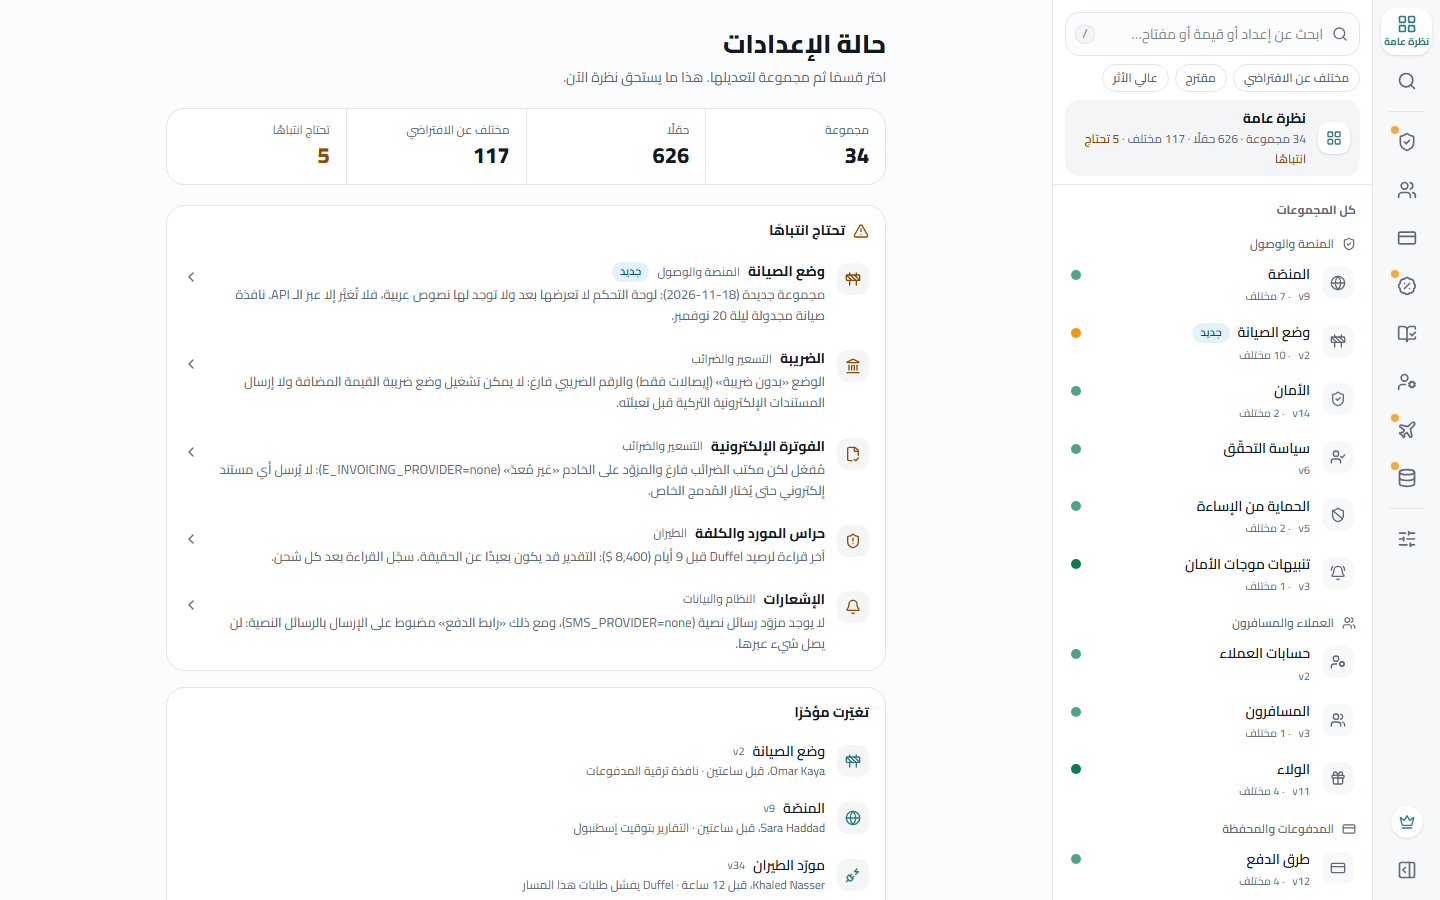 نظرة عامة
ابحث عن إعداد أو قيمة أو مفتاح...
/
مختلف عن الافتراضي
مقترح
عالي الأثر
نظرة عامة
34 مجموعة · 626 حقلًا · 117 مختلف · 5 تحتاج
انتباهًا
كل المجموعات
المنصة والوصول
المنصّة
v9 · 7 مختلف
وضع الصيانة جديد
v2 · 10 مختلف
الأمان
v14 · 2 مختلف
سياسة التحقّق
v6
الحماية من الإساءة
v5 · 2 مختلف
تنبيهات موجات الأمان
v3 · 1 مختلف
العملاء والمسافرون
حسابات العملاء
v2
المسافرون
v3 · 1 مختلف
الولاء
v11 · 4 مختلف
المدفوعات والمحفظة
طرق الدفع
v12 · 4 مختلف
حالة الإعدادات
اختر قسمًا ثم مجموعة لتعديلها. هذا ما يستحق نظرة الآن.
مجموعة
34
حقلًا
626
مختلف عن الافتراضي
117
تحتاج انتباهًا
5
تحتاج انتباهًا
وضع الصيانة المنصة والوصول جديد
مجموعة جديدة (2026-11-18): لوحة التحكم لا تعرضها بعد ولا توجد لها نصوص عربية، فلا تُغيَّر إلا عبر الـ API. نافذة
صيانة مجدولة ليلة 20 نوفمبر.
الضريبة التسعير والضرائب
الوضع «بدون ضريبة» (إيصالات فقط) والرقم الضريبي فارغ: لا يمكن تشغيل وضع ضريبة القيمة المضافة ولا إرسال
المستندات الإلكترونية التركية قبل تعبئته.
الفوترة الإلكترونية التسعير والضرائب
مُفعّل لكن مكتب الضرائب فارغ والمزوّد على الخادم «غير مُعدّ» (E_INVOICING_PROVIDER=none): لا يُرسل أي مستند
إلكتروني حتى يُختار المُدمج الخاص.
حراس المورد والكلفة الطيران
آخر قراءة لرصيد Duffel قبل 9 أيام (8,400 $): التقدير قد يكون بعيدًا عن الحقيقة. سجّل القراءة بعد كل شحن.
الإشعارات النظام والبيانات
لا يوجد مزوّد رسائل نصية (SMS_PROVIDER=none)، ومع ذلك «رابط الدفع» مضبوط على الإرسال بالرسائل النصية: لن
يصل شيء عبرها.
تغيّرت مؤخرًا
وضع الصيانة v2
Omar Kaya، قبل ساعتين · نافذة ترقية المدفوعات
المنصّة v9
Sara Haddad، قبل ساعتين · التقارير بتوقيت إسطنبول
مورّد الطيران v34
Khaled Nasser، قبل 12 ساعة · Duffel يفشل طلبات هذا المسار